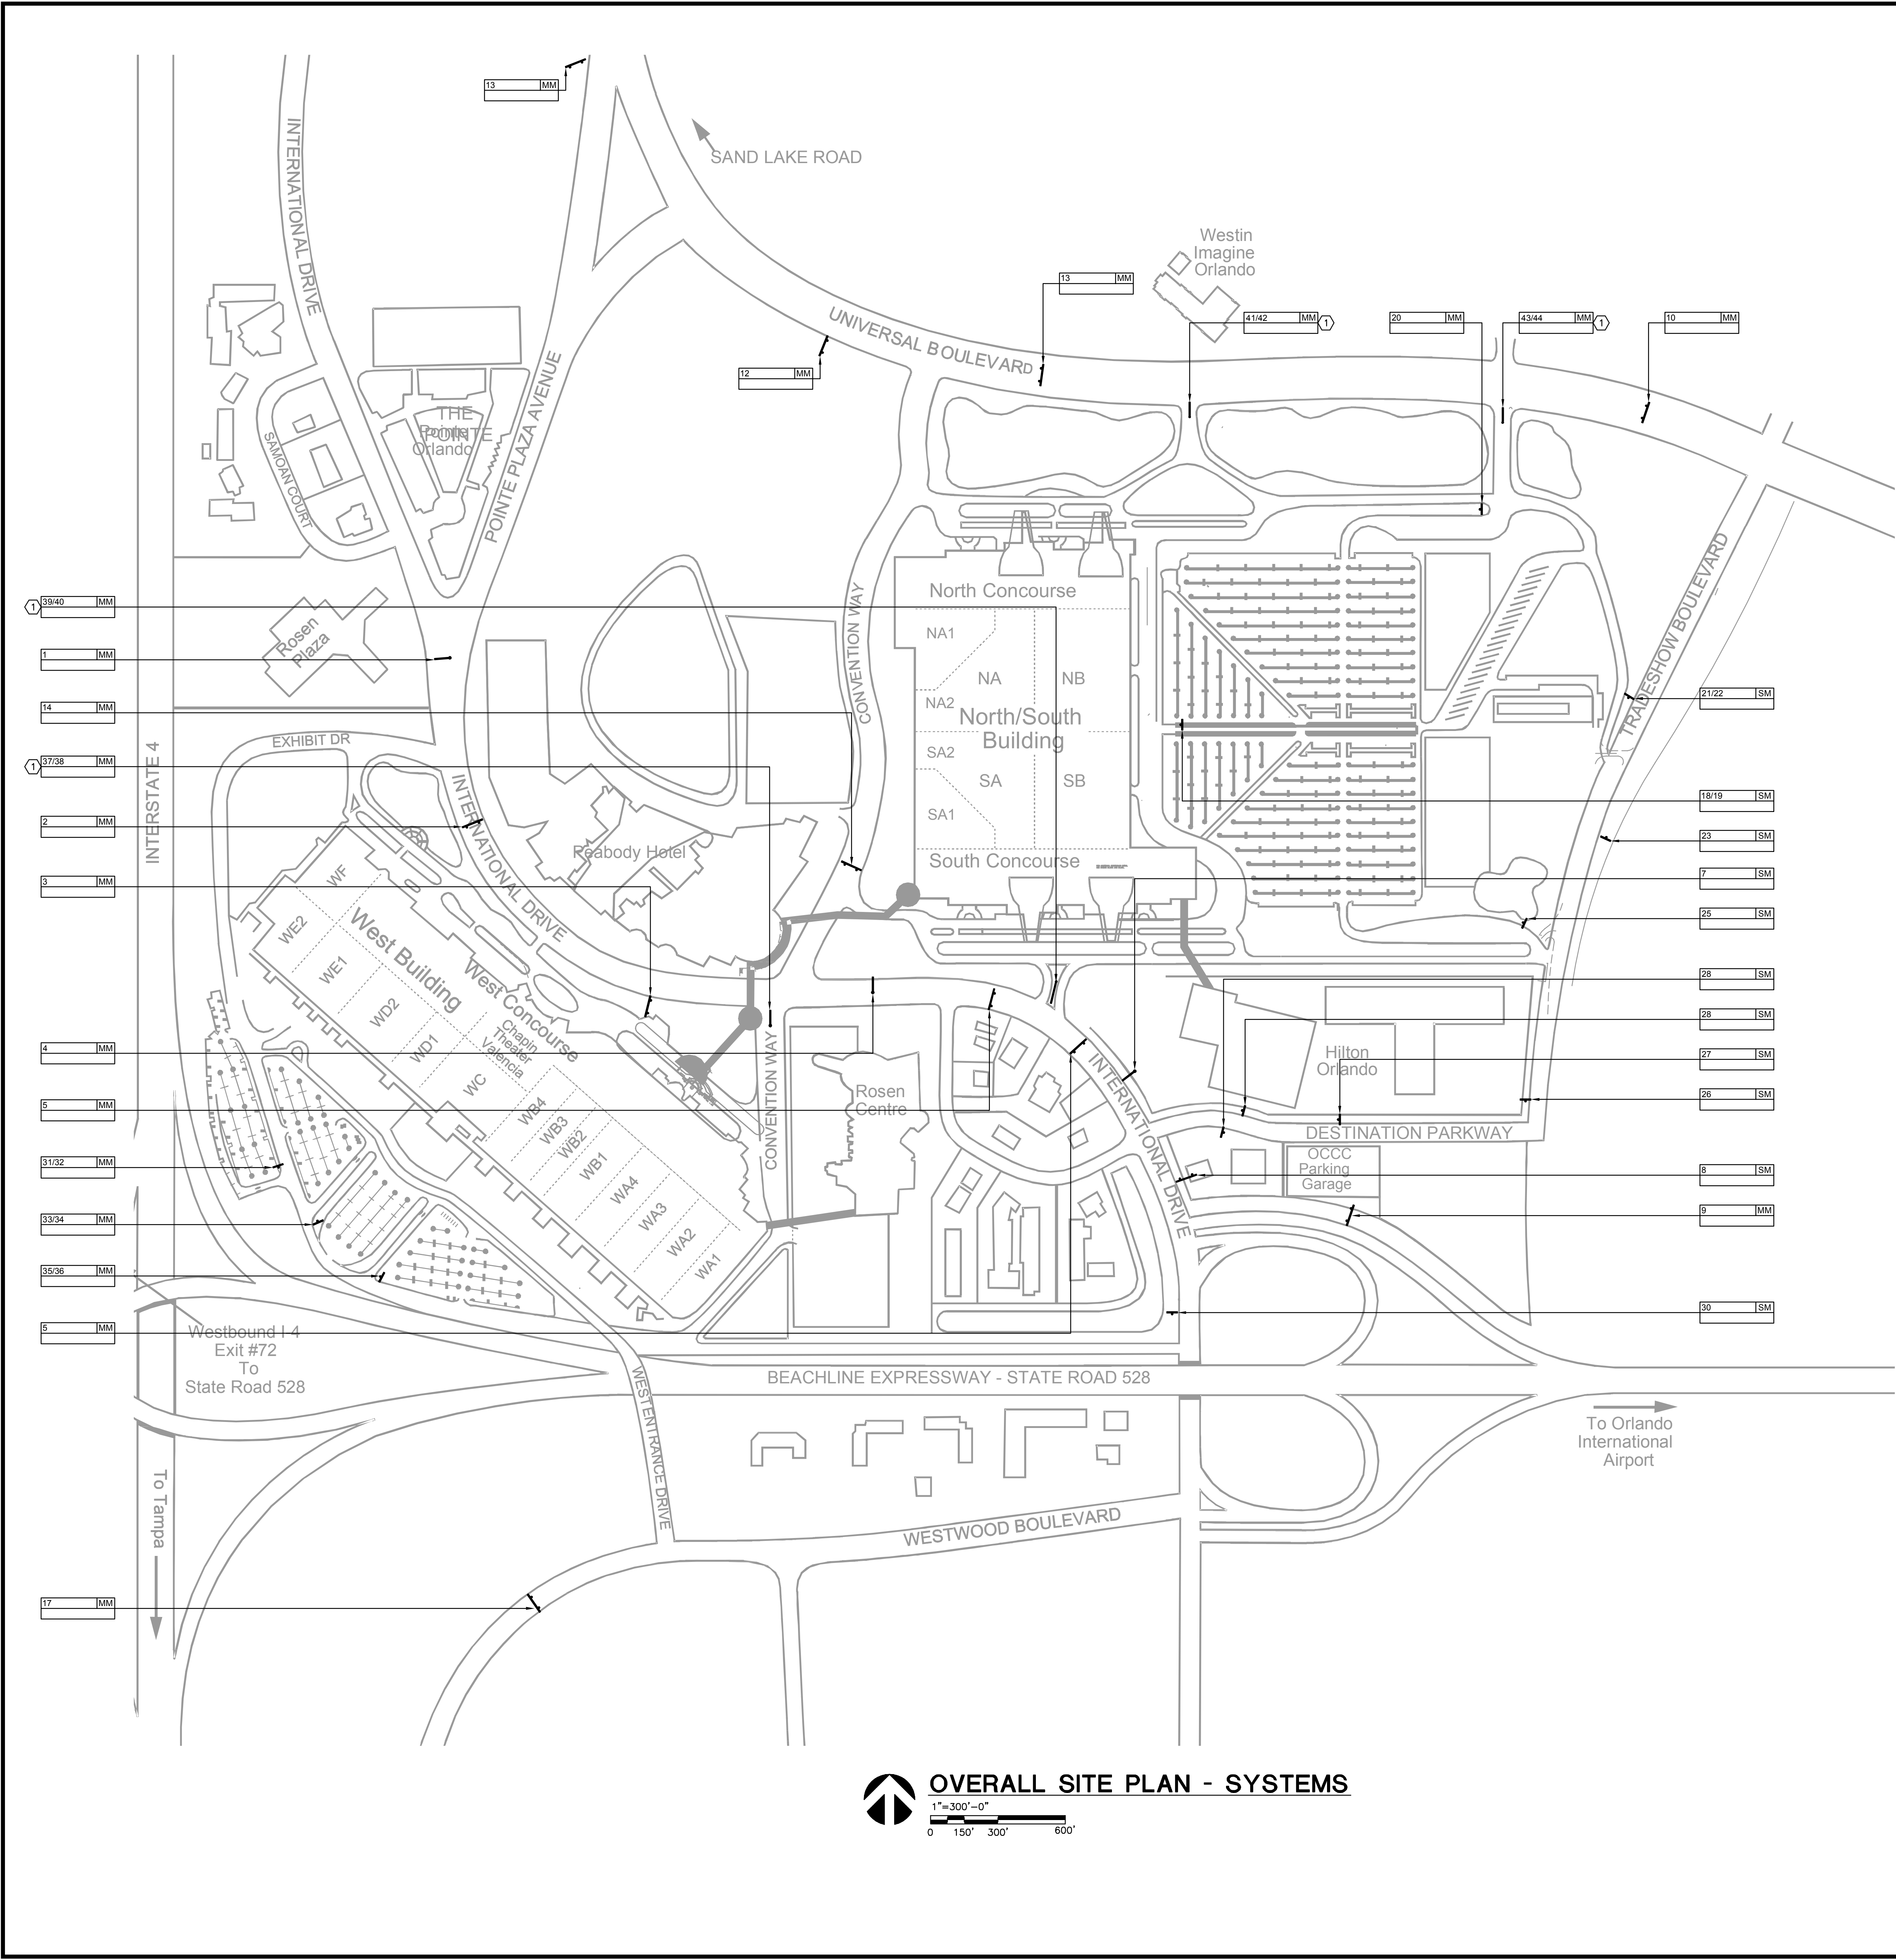 13 MM
SAND LAKE ROAD
INTERNATIONAL DRIVE
Westin
Imagine
Orlando
13 MM
UNIVERSAL BOULEVARD
41/42 MM 1
20 MM
43/44 MM 1
10 MM
12 MM
THE
POINTE
Pointe
Orlando
POINTE PLAZA AVENUE
SAMOAN COURT
TRADESHOW BOULEVARD
1 39/40 MM
Rosen
Plaza
1 MM
14 MM
CONVENTION WAY
North Concourse
NA1
NA
NB
NA2
North/South
Building
SA2
SA
SB
SA1
South Concourse
21/22 SM
18/19 SM
23 SM
7 SM
25 SM
28 SM
28 SM
27 SM
26 SM
8 SM
9 MM
30 SM
EXHIBIT DR
INTERSTATE 4
1 37/38 MM
2 MM
INTERNATIONAL DRIVE
Peabody Hotel
3 MM
WF
WE2
WE1
West Building
West Concourse
WD2
WD1
Chapin
Theater
Valencia
WC
WB4
WB3
WB2
WB1
WA4
WA3
WA2
WA1
4 MM
5 MM
31/32 MM
33/34 MM
35/36 MM
5 MM
CONVENTION WAY
Rosen
Centre
INTERNATIONAL DRIVE
Hilton
Orlando
DESTINATION PARKWAY
OCCC
Parking
Garage
Westbound I-4
Exit #72
To
State Road 528
BEACHLINE EXPRESSWAY - STATE ROAD 528
WESTENTRANCE DRIVE
To Orlando
International
Airport
To Tampa
WESTWOOD BOULEVARD
17 MM
OVERALL SITE PLAN - SYSTEMS
1"=300'-0"
0 150' 300' 600'